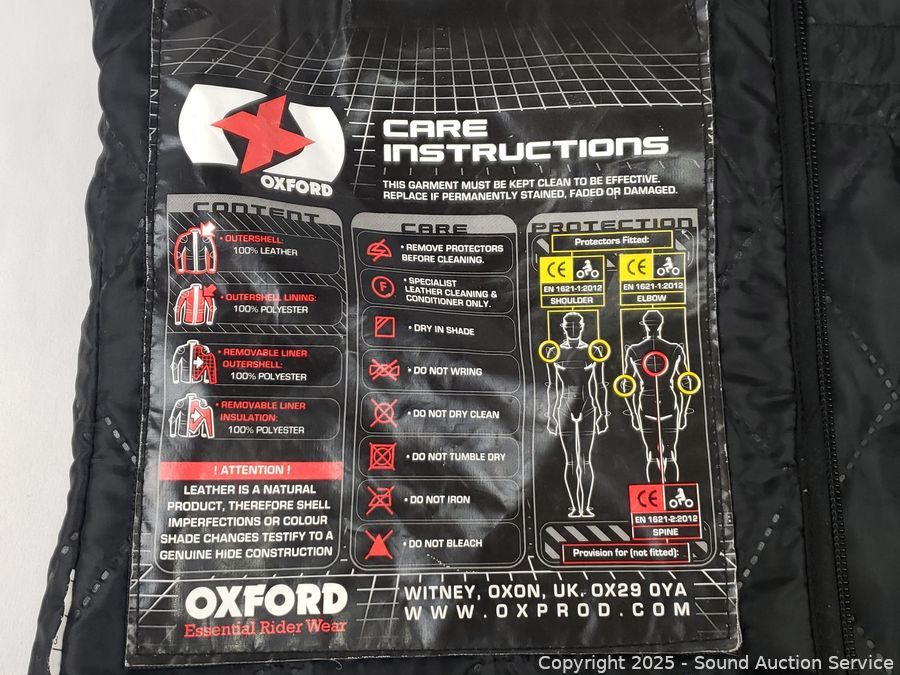 OXFORD
CARE
INSTRUCTIONS
THIS GARMENT MUST BE KEPT CLEAN TO BE EFFECTIVE.
REPLACE IF PERMANENTLY STAINED, FADED OR DAMAGED.
CONTENT
• OUTERSHELL:
100% LEATHER
• OUTERSHELL LINING:
100% POLYESTER
• REMOVABLE LINER
OUTERSHELL:
100% POLYESTER
• REMOVABLE LINER
INSULATION:
100% POLYESTER
! ATTENTION !
LEATHER IS A NATURAL
PRODUCT, THEREFORE SHELL
IMPERFECTIONS OR COLOUR
SHADE CHANGES TESTIFY TO A
GENUINE HIDE CONSTRUCTION
CARE
• REMOVE PROTECTORS
BEFORE CLEANING.
F
• SPECIALIST
LEATHER CLEANING &
CONDITIONER ONLY.
• DRY IN SHADE
• DO NOT WRING
• DO NOT DRY CLEAN
• DO NOT TUMBLE DRY
• DO NOT IRON
• DO NOT BLEACH
PROTECTION
Protectors Fitted:
CE
EN 1621-1:2012
SHOULDER
CE
EN 1621-1:2012
ELBOW
CE
EN 1621-2:2012
SPINE
Provision for (not fitted):
OXFORD
Essential Rider Wear
WITNEY, OXON, UK. OX29 0YA
WWW.OXPROD.COM
Copyright 2025 - Sound Auction Service